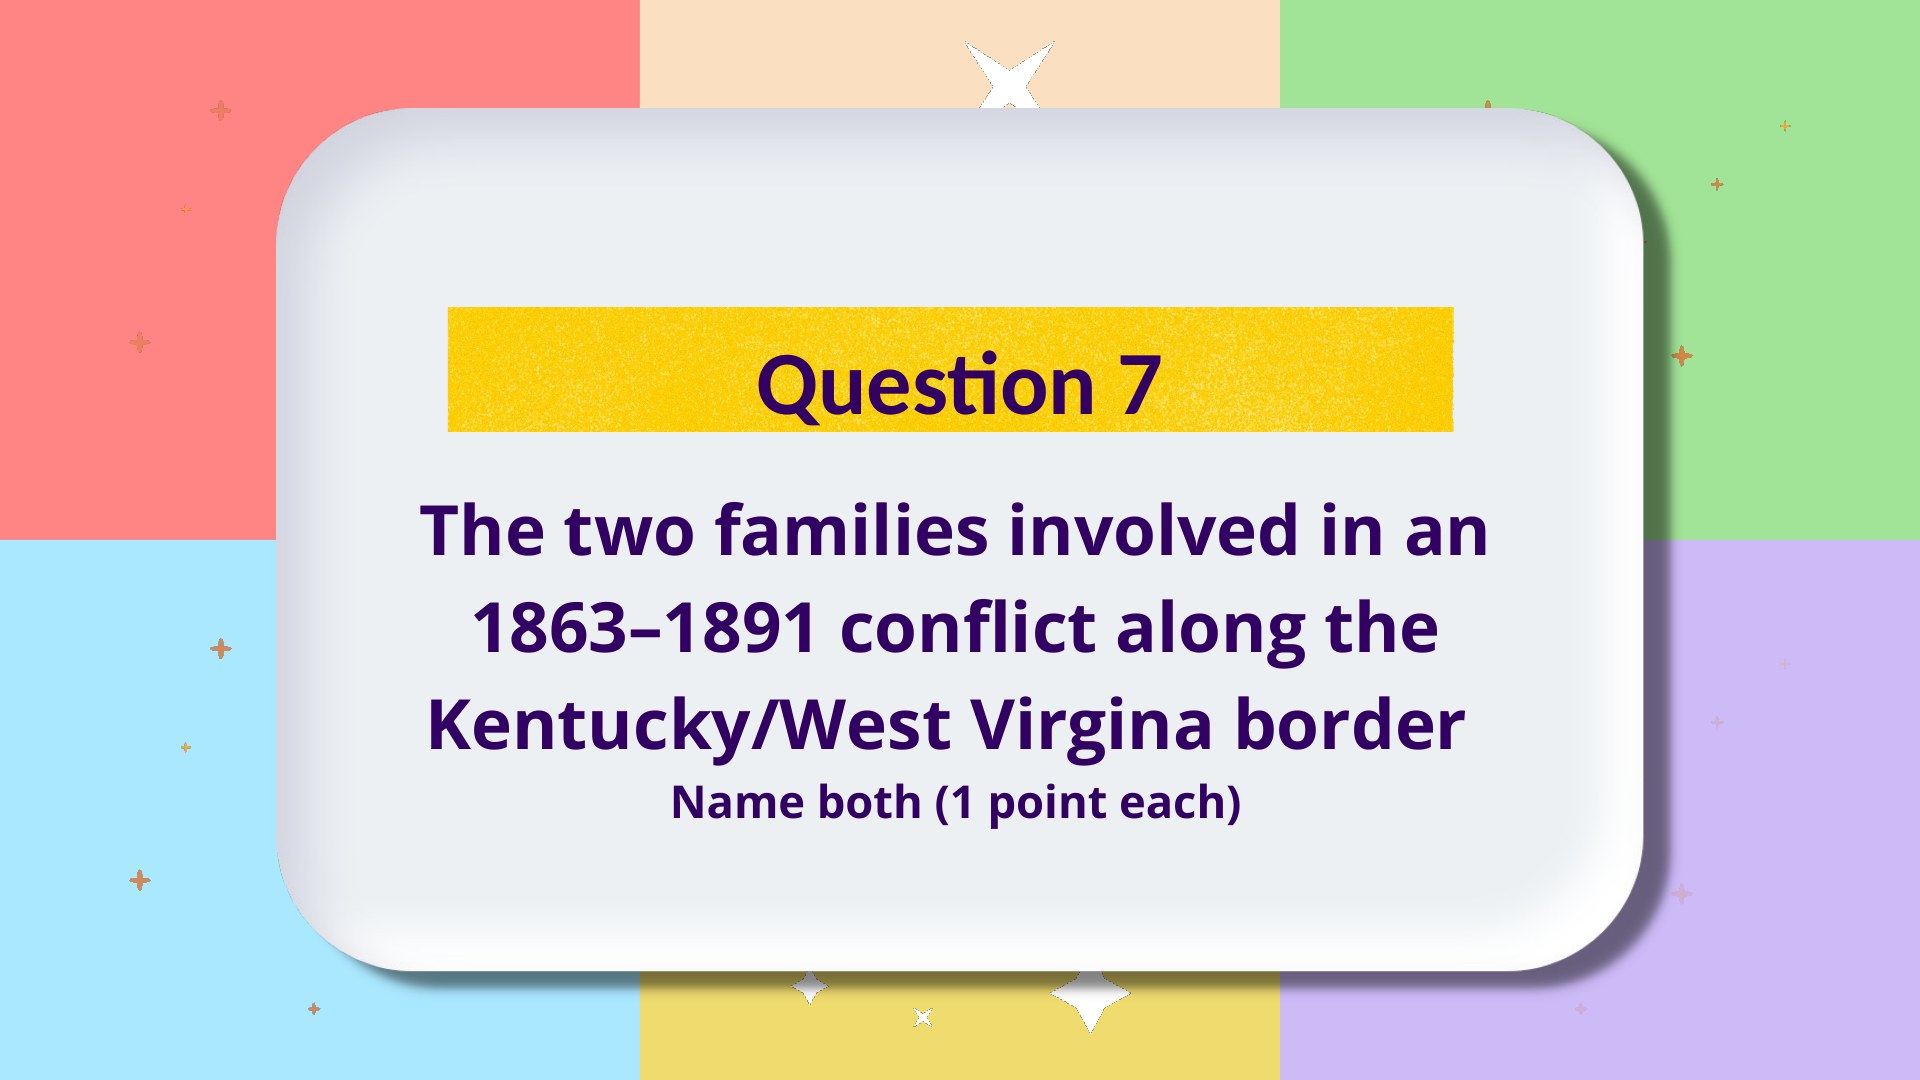 Question 7
The two families involved in an
1863–1891 conflict along the
Kentucky/West Virgina border
Name both (1 point each)